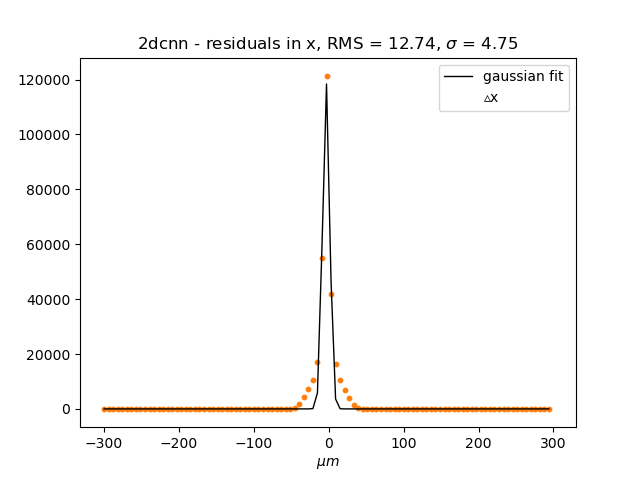 2dcnn - residuals in x, RMS = 12.74, σ = 4.75
gaussian fit
△x
120000
100000
80000
60000
40000
20000
0
−300 −200 −100 0 100 200 300
μm